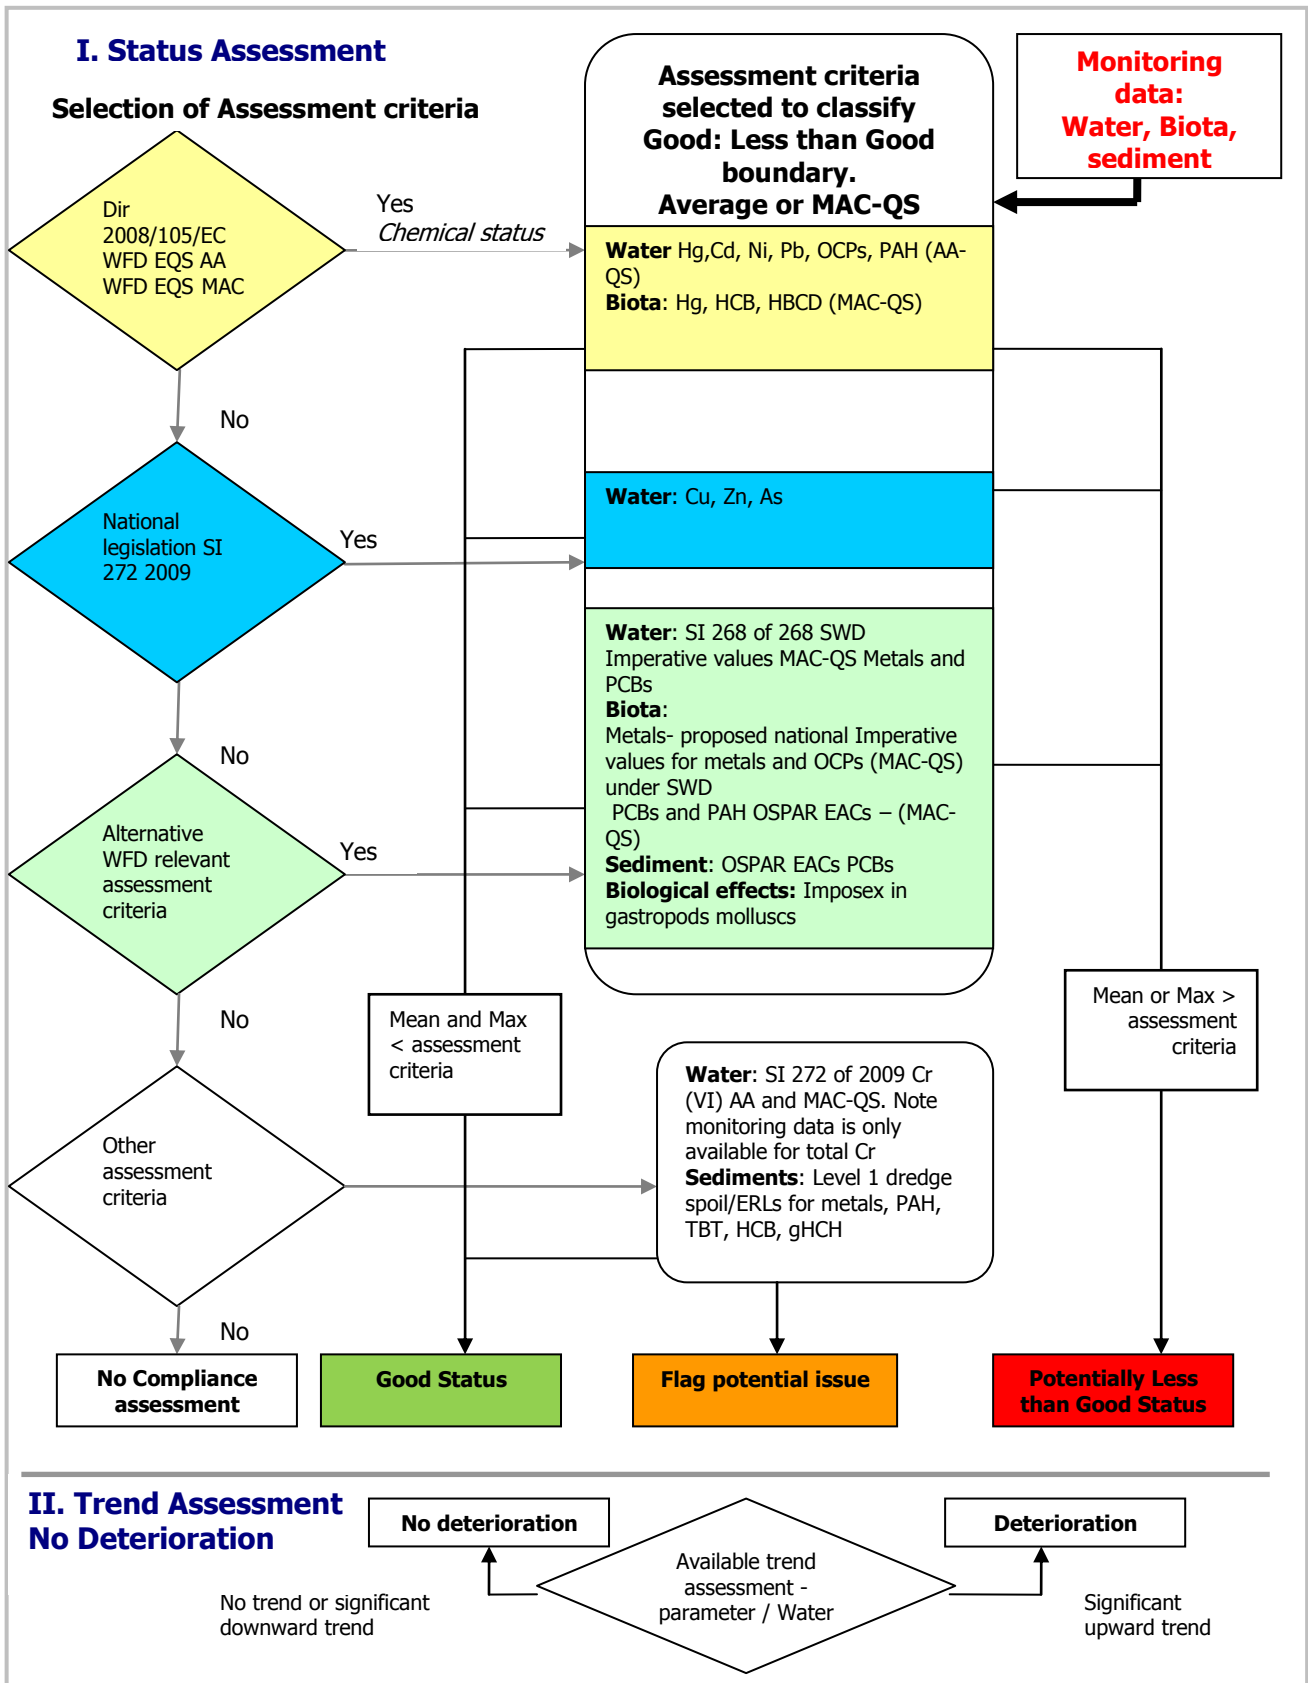 I. Status Assessment
Selection of Assessment criteria
Assessment criteria
selected to classify
Good: Less than Good
boundary.
Average or MAC-QS
Monitoring
data:
Water, Biota,
sediment
Dir
2008/105/EC
WFD EQS AA
WFD EQS MAC
Yes
Chemical status
Water Hg,Cd, Ni, Pb, OCPs, PAH (AA-
QS)
Biota: Hg, HCB, HBCD (MAC-QS)
No
National
legislation SI
272 2009
Yes
Water: Cu, Zn, As
No
Alternative
WFD relevant
assessment
criteria
Yes
Water: SI 268 of 268 SWD
Imperative values MAC-QS Metals and
PCBs
Biota:
Metals- proposed national Imperative
values for metals and OCPs (MAC-QS)
under SWD
PCBs and PAH OSPAR EACs – (MAC-
QS)
Sediment: OSPAR EACs PCBs
Biological effects: Imposex in
gastropods molluscs
No
Mean and Max
< assessment
criteria
Mean or Max >
assessment
criteria
Other
assessment
criteria
Water: SI 272 of 2009 Cr
(VI) AA and MAC-QS. Note
monitoring data is only
available for total Cr
Sediments: Level 1 dredge
spoil/ERLs for metals, PAH,
TBT, HCB, gHCH
No
No Compliance
assessment
Good Status
Flag potential issue
Potentially Less
than Good Status
II. Trend Assessment
No Deterioration
No deterioration
Deterioration
Available trend
assessment -
parameter / Water
No trend or significant
downward trend
Significant
upward trend